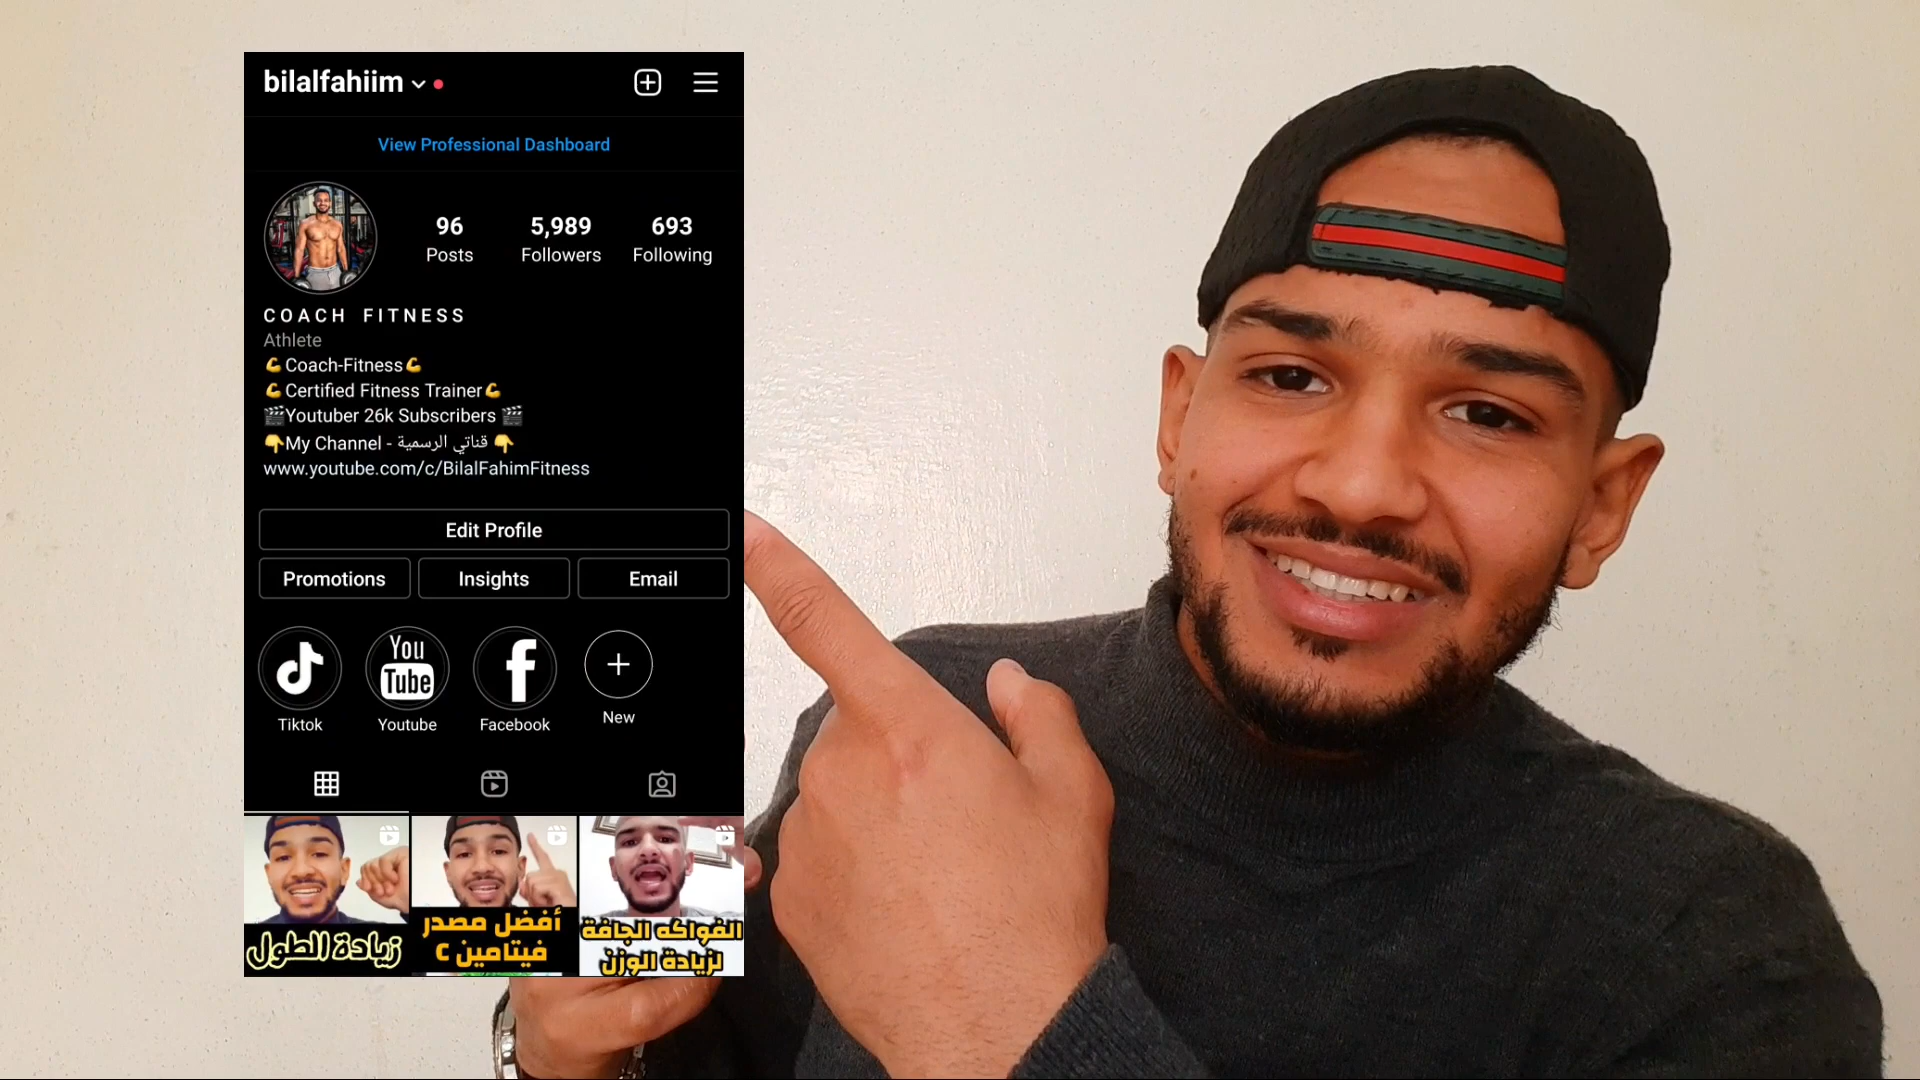 bilalfahiim
View Professional Dashboard
96
Posts
5,989
Followers
693
Following
COACH FITNESS
Athlete
💪Coach-Fitness💪
💪Certified Fitness Trainer💪
🎬Youtuber 26k Subscribers 🎬
👇My Channel - قناتي الرسمية 👇
www.youtube.com/c/BilalFahimFitness
Edit Profile
Promotions
Insights
Email
You
Tube
Tiktok
Youtube
Facebook
New
زيادة الطول
أفضل مصدر
فيتامين C
الفواكه الجافة
لزيادة الوزن